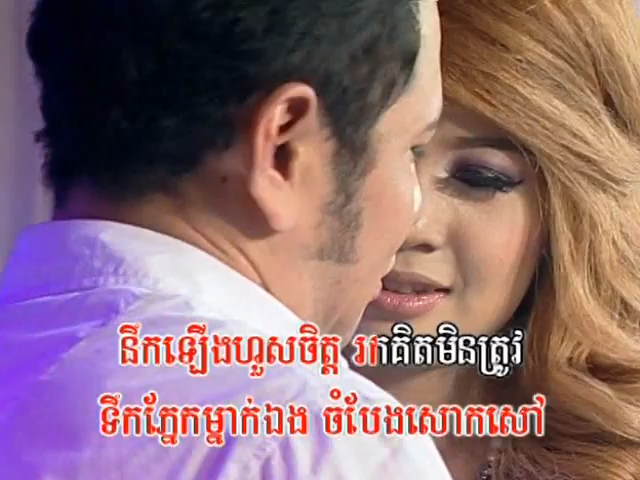 នឹកឡើងហួសចិត្ត រកគិតមិនត្រូវ
ទឹកភ្នែកម្នាក់ឯង ចំបែងសោកសៅ